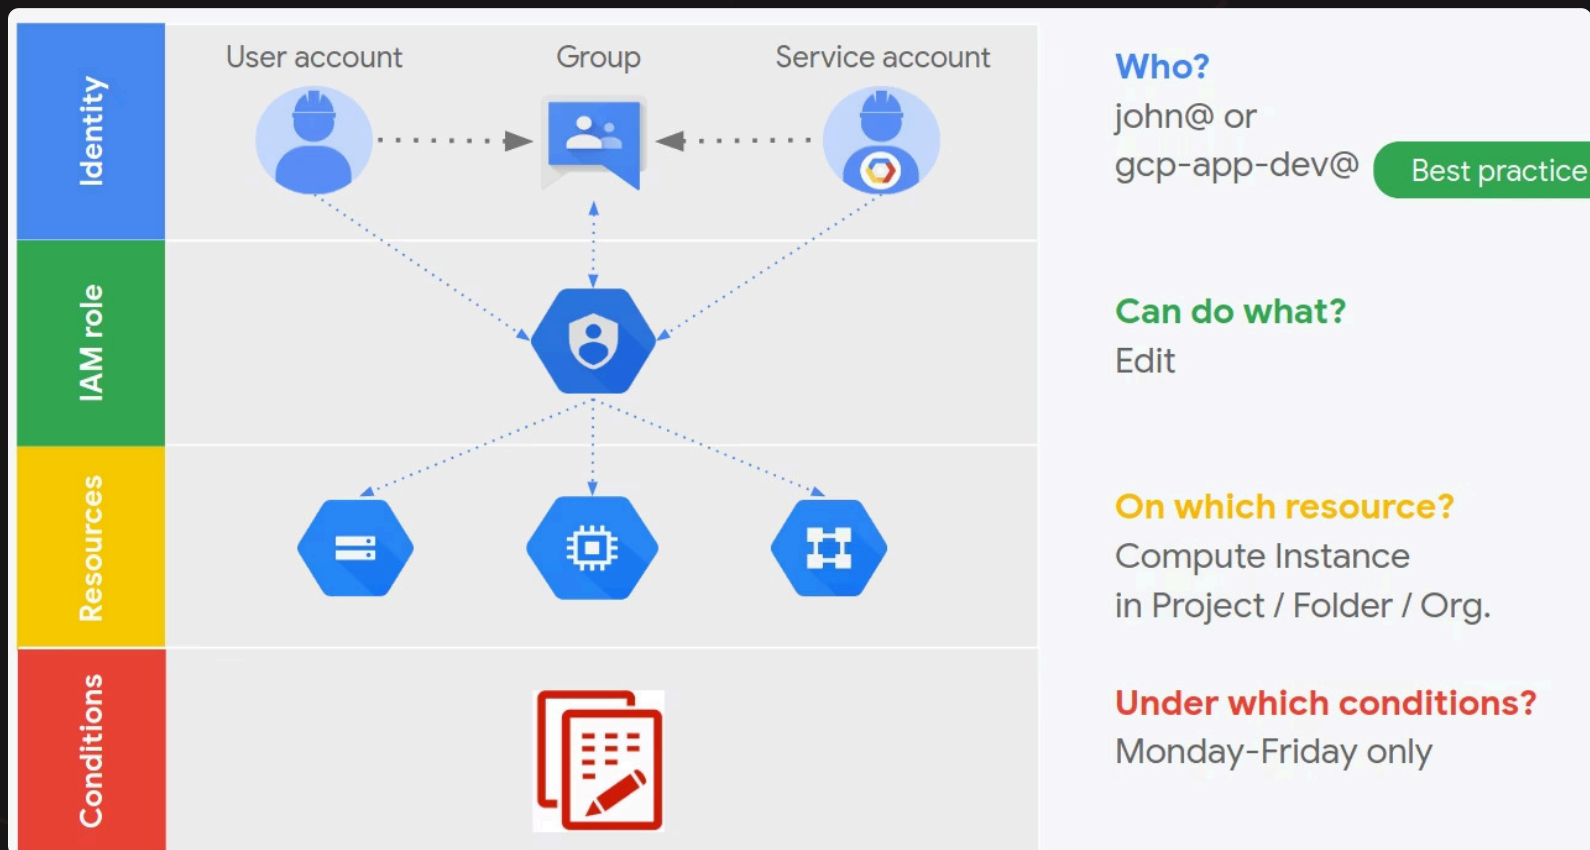 Identity
User account
Group
Service account
Who?
john@ or
gcp-app-dev@
Best practice
IAM role
Can do what?
Edit
Resources
On which resource?
Compute Instance
in Project / Folder / Org.
Conditions
Under which conditions?
Monday-Friday only